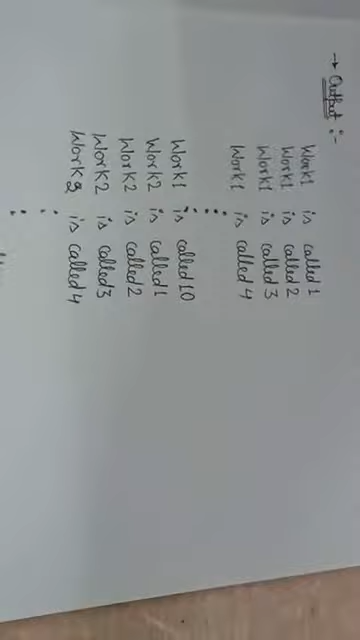 → Output :-
Work1 is called 1
Work1 is called 2
Work1 is called 3
Work1 is called 4
:
:
Work1 is called 10
Work2 is called 1
Work2 is called 2
Work2 is called 3
Work2 is called 4
:
: